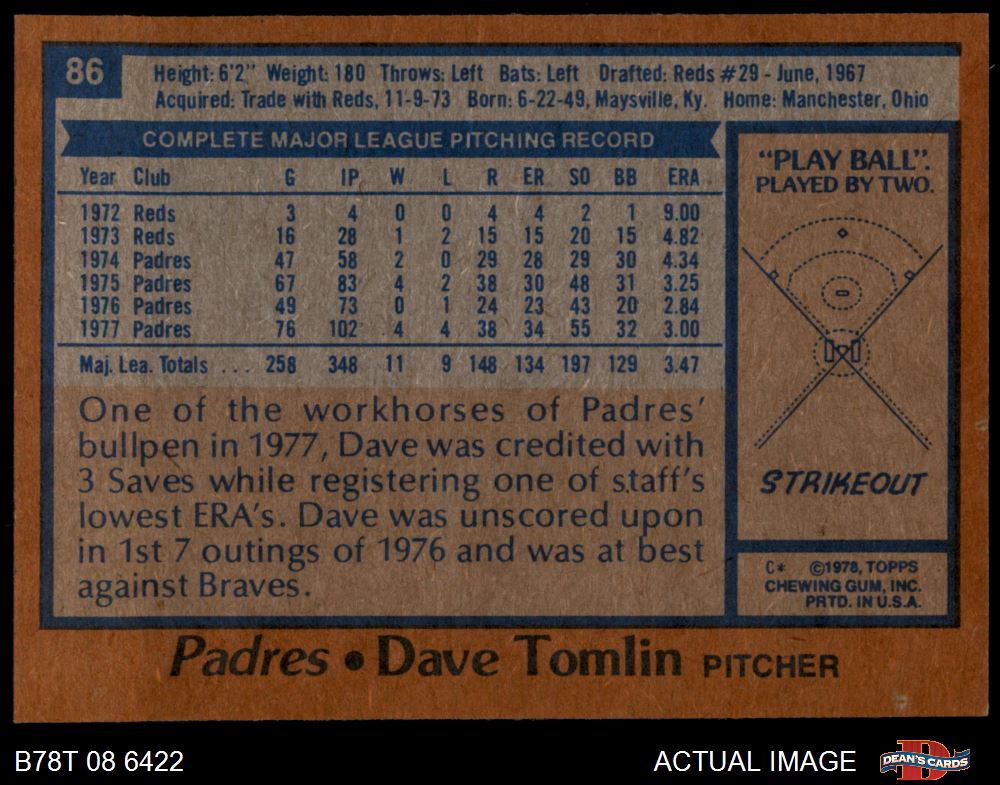 86
Height: 6'2" Weight: 180 Throws: Left Bats: Left Drafted: Reds #29 - June, 1967
Acquired: Trade with Reds, 11-9-73 Born: 6-22-49, Maysville, Ky. Home: Manchester, Ohio
COMPLETE MAJOR LEAGUE PITCHING RECORD
Year Club G IP W L R ER SO BB ERA
1972 Reds 3 4 0 0 4 4 2 1 9.00
1973 Reds 16 28 1 2 15 15 20 15 4.82
1974 Padres 47 58 2 0 29 28 29 30 4.34
1975 Padres 67 83 4 2 38 30 48 31 3.25
1976 Padres 49 73 0 1 24 23 43 20 2.84
1977 Padres 76 102 4 4 38 34 55 32 3.00
Maj. Lea. Totals ... 258 348 11 9 148 134 197 129 3.47
One of the workhorses of Padres'
bullpen in 1977, Dave was credited with
3 Saves while registering one of staff's
lowest ERA's. Dave was unscored upon
in 1st 7 outings of 1976 and was at best
against Braves.
"PLAY BALL".
PLAYED BY TWO.
STRIKEOUT
C* ©1978, TOPPS
CHEWING GUM, INC.
PRTD. IN U.S.A.
Padres • Dave Tomlin PITCHER
B78T 08 6422
ACTUAL IMAGE
DEAN'S CARDS